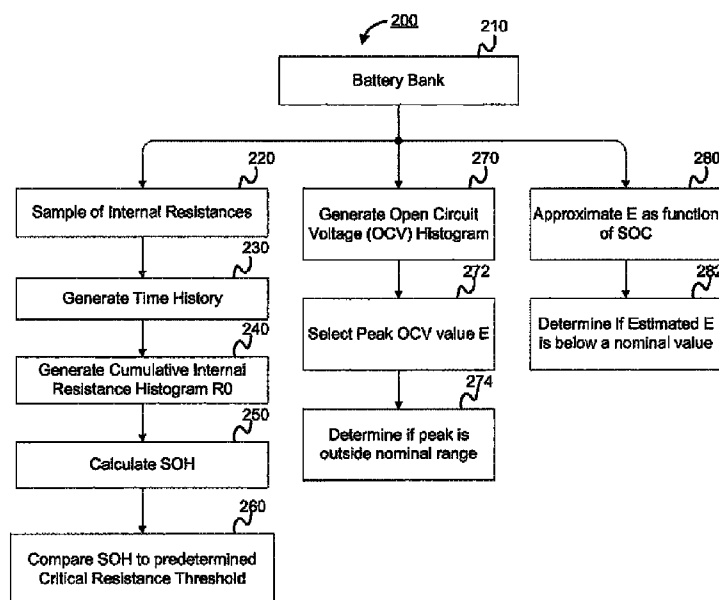 200
210
Battery Bank
220
270
280
Sample of Internal Resistances
Generate Open Circuit
Voltage (OCV) Histogram
Approximate E as function
of SOC
230
272
282
Generate Time History
Select Peak OCV value E
Determine If Estimated E
is below a nominal value
240
Generate Cumulative Internal
Resistance Histogram R0
274
250
Determine if peak is
outside nominal range
Calculate SOH
260
Compare SOH to predetermined
Critical Resistance Threshold